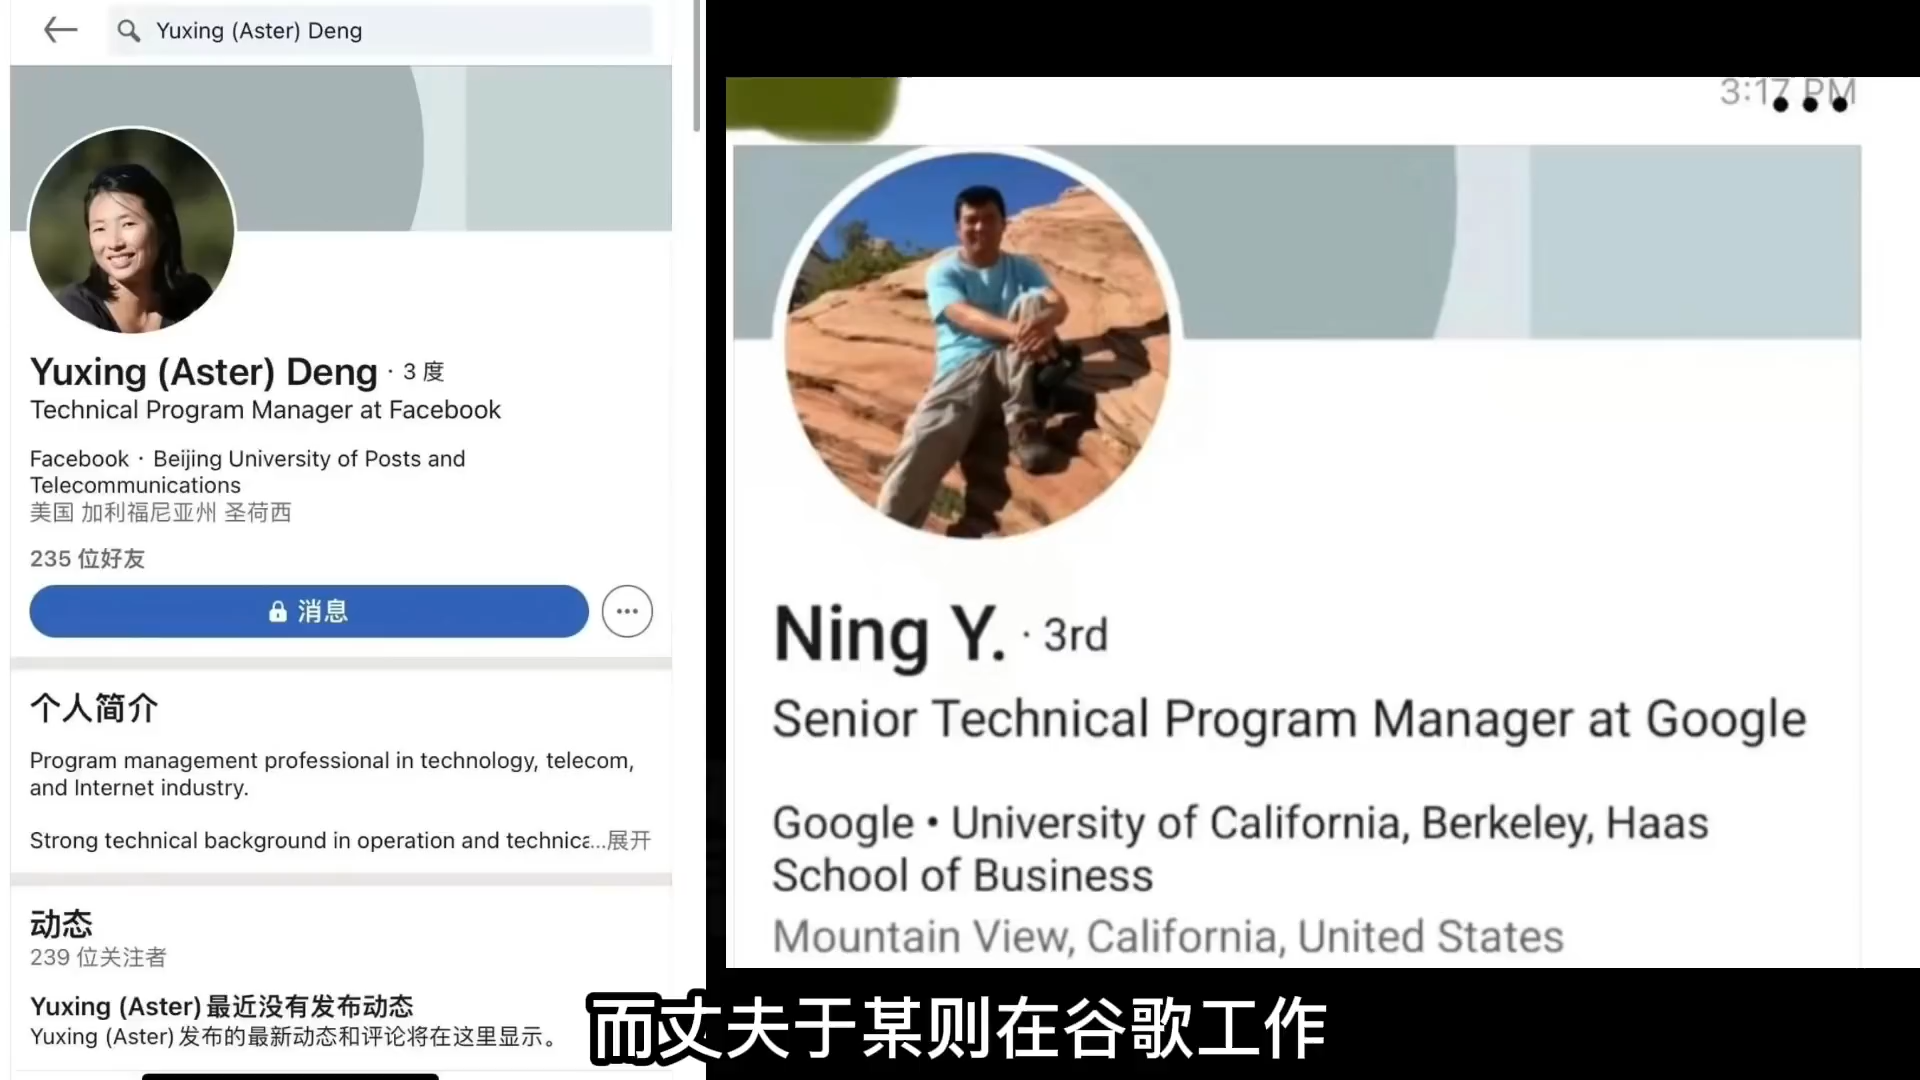 Yuxing (Aster) Deng
Yuxing (Aster) Deng · 3 度
Technical Program Manager at Facebook
Facebook · Beijing University of Posts and
Telecommunications
美国 加利福尼亚州 圣荷西
235 位好友
消息
个人简介
Program management professional in technology, telecom,
and Internet industry.
Strong technical background in operation and technica...展开
动态
239 位关注者
Yuxing (Aster) 最近没有发布动态
Yuxing (Aster) 发布的最新动态和评论将在这里显示。
3:17 PM
Ning Y. · 3rd
Senior Technical Program Manager at Google
Google • University of California, Berkeley, Haas
School of Business
Mountain View, California, United States
而丈夫于某则在谷歌工作